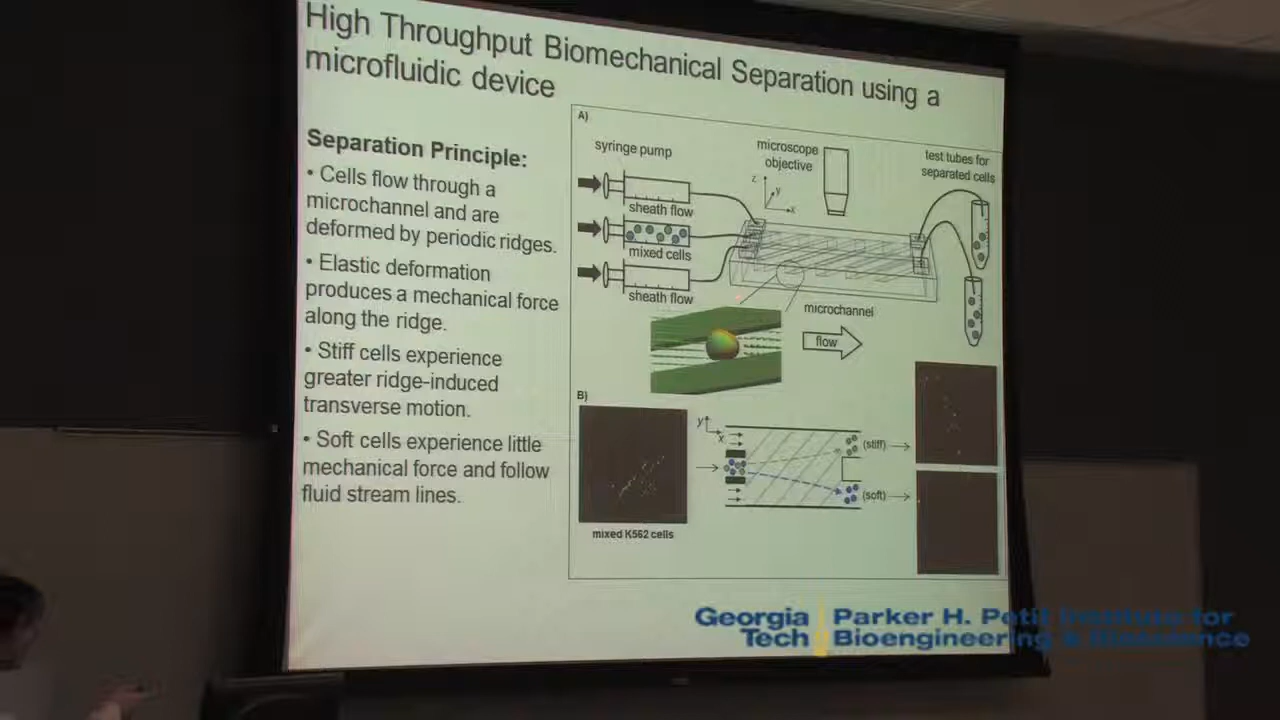 High Throughput Biomechanical Separation using a
microfluidic device
Separation Principle:
• Cells flow through a
microchannel and are
deformed by periodic ridges.
• Elastic deformation
produces a mechanical force
along the ridge.
• Stiff cells experience
greater ridge-induced
transverse motion.
• Soft cells experience little
mechanical force and follow
fluid stream lines.
A)
syringe pump
sheath flow
mixed cells
sheath flow
microscope
objective
z
y
x
test tubes for
separated cells
microchannel
flow
B)
mixed K562 cells
y
x
(stiff)
(soft)
Georgia
Tech
Parker H. Petit Institute for
Bioengineering & Bioscience